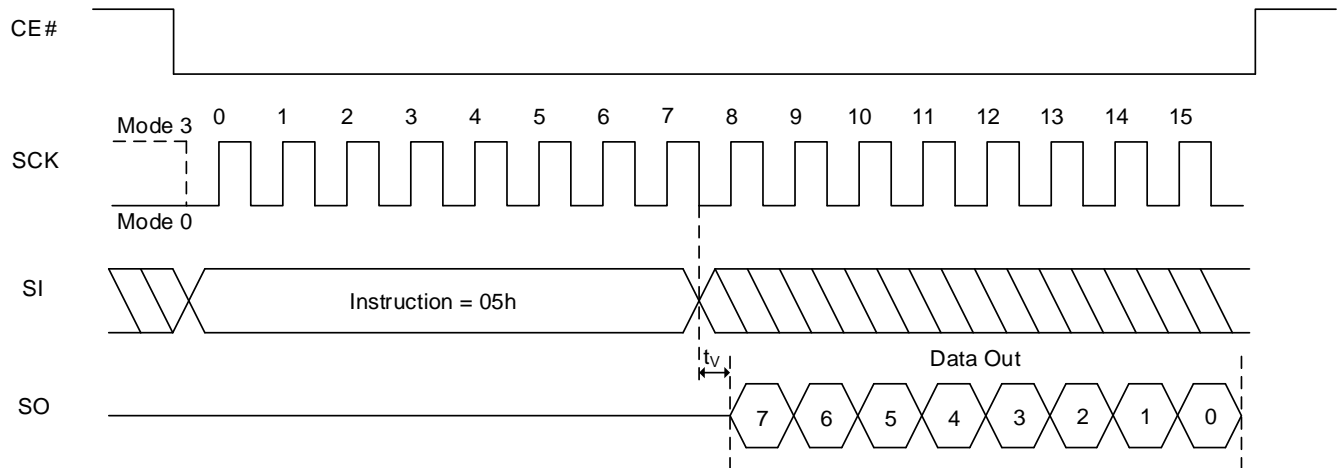 CE#
Mode 3
0 1 2 3 4 5 6 7 8 9 10 11 12 13 14 15
SCK
Mode 0
SI
Instruction = 05h
tV
Data Out
SO
7 6 5 4 3 2 1 0